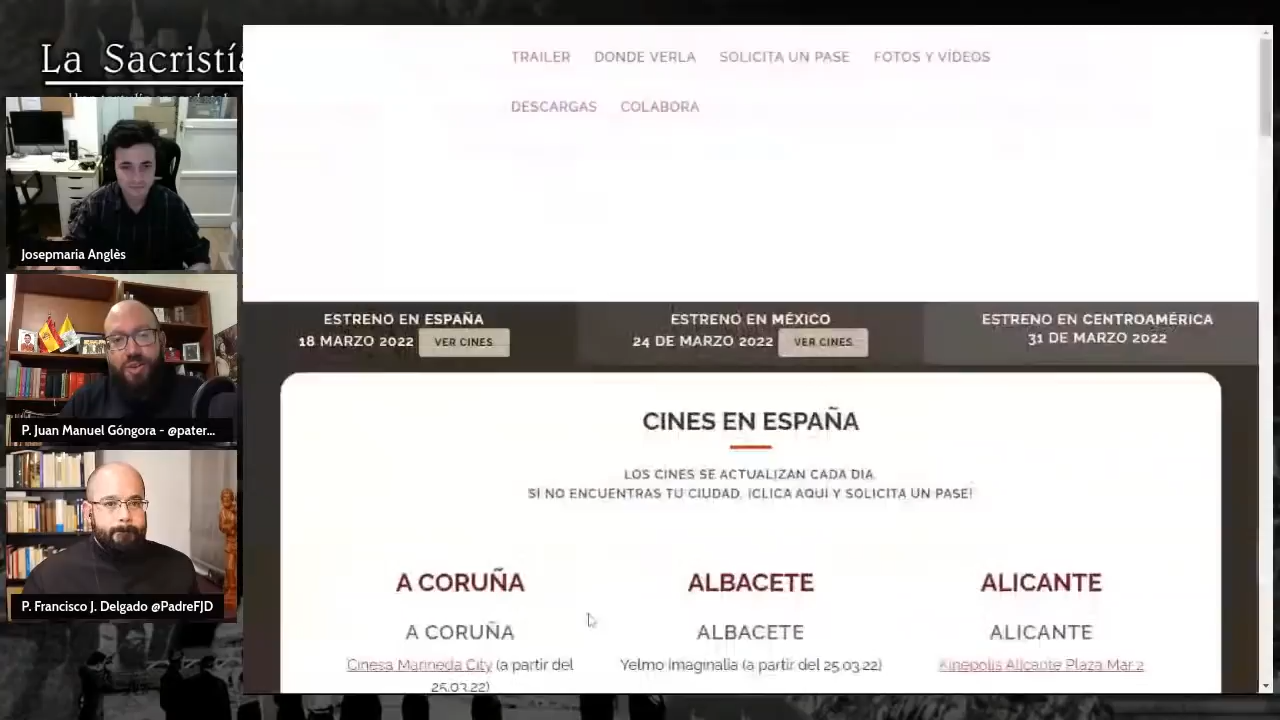 La Sacristía
Josepmaria Anglès
P. Juan Manuel Góngora - @pater...
P. Francisco J. Delgado @PadreFJD
TRAILER DONDE VERLA SOLICITA UN PASE FOTOS Y VÍDEOS
DESCARGAS COLABORA
ESTRENO EN ESPAÑA
18 MARZO 2022 VER CINES
ESTRENO EN MÉXICO
24 DE MARZO 2022 VER CINES
ESTRENO EN CENTROAMÉRICA
31 DE MARZO 2022
CINES EN ESPAÑA
LOS CINES SE ACTUALIZAN CADA DIA
SI NO ENCUENTRAS TU CIUDAD, ¡CLICA AQUÍ Y SOLICITA UN PASE!
A CORUÑA
A CORUÑA
Cinesa Marineda City (a partir del
25.03.22)
ALBACETE
ALBACETE
Yelmo Imaginalia (a partir del 25.03.22)
ALICANTE
ALICANTE
Kinepolis Alicante Plaza Mar 2